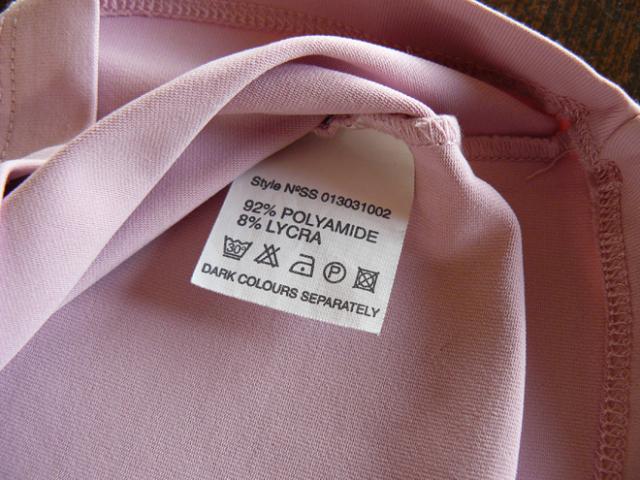 Style NºSS 013031002
92% POLYAMIDE
8% LYCRA
30° P
DARK COLOURS SEPARATELY